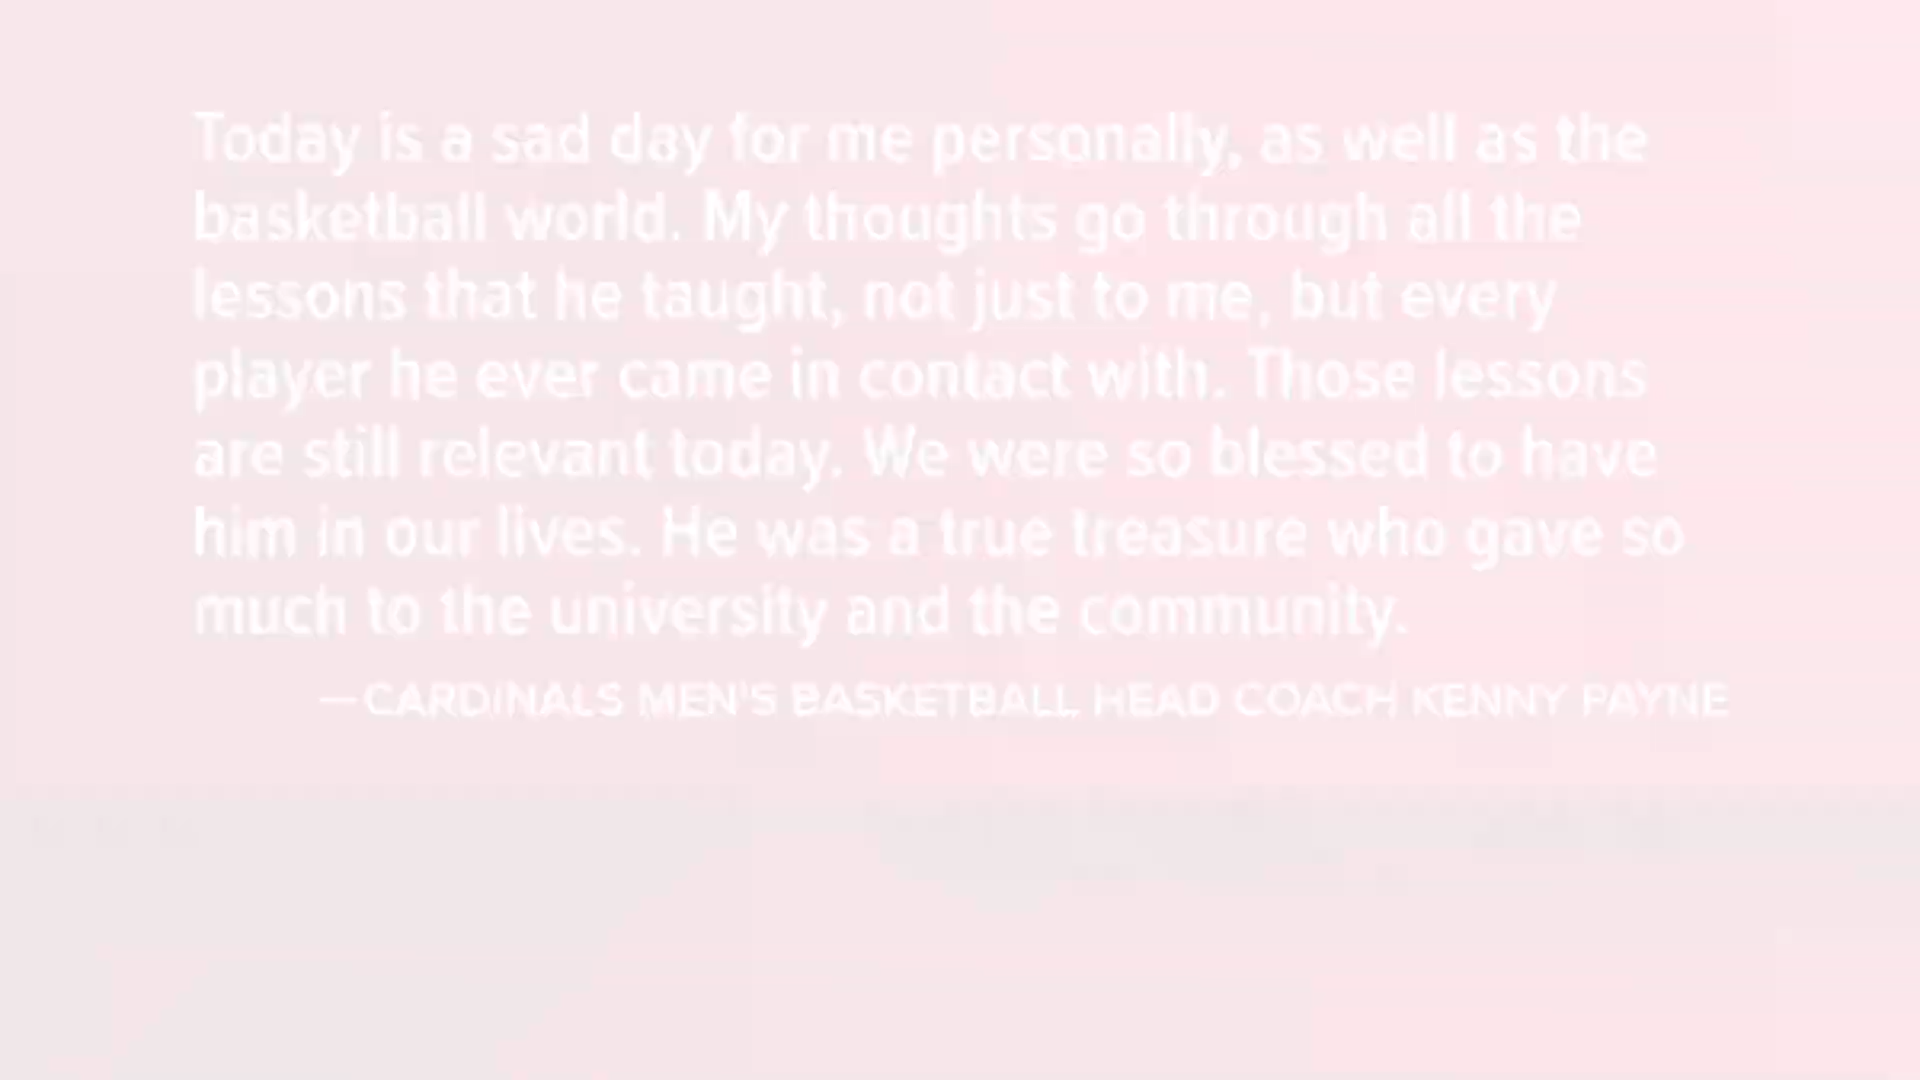 Today is a sad day for me personally, as well as the
basketball world. My thoughts go through all the
lessons that he taught, not just to me, but every
player he ever came in contact with. Those lessons
are still relevant today. We were so blessed to have
him in our lives. He was a true treasure who gave so
much to the university and the community.
—CARDINALS MEN'S BASKETBALL HEAD COACH KENNY PAYNE